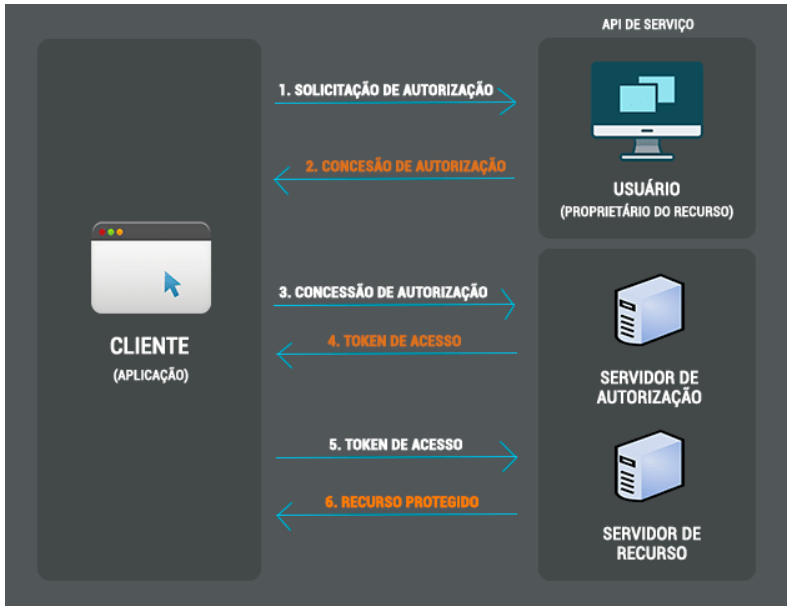 API DE SERVIÇO
1. SOLICITAÇÃO DE AUTORIZAÇÃO
2. CONCESÃO DE AUTORIZAÇÃO
USUÁRIO
(PROPRIETÁRIO DO RECURSO)
3. CONCESSÃO DE AUTORIZAÇÃO
4. TOKEN DE ACESSO
CLIENTE
(APLICAÇÃO)
SERVIDOR DE
AUTORIZAÇÃO
5. TOKEN DE ACESSO
6. RECURSO PROTEGIDO
SERVIDOR DE
RECURSO